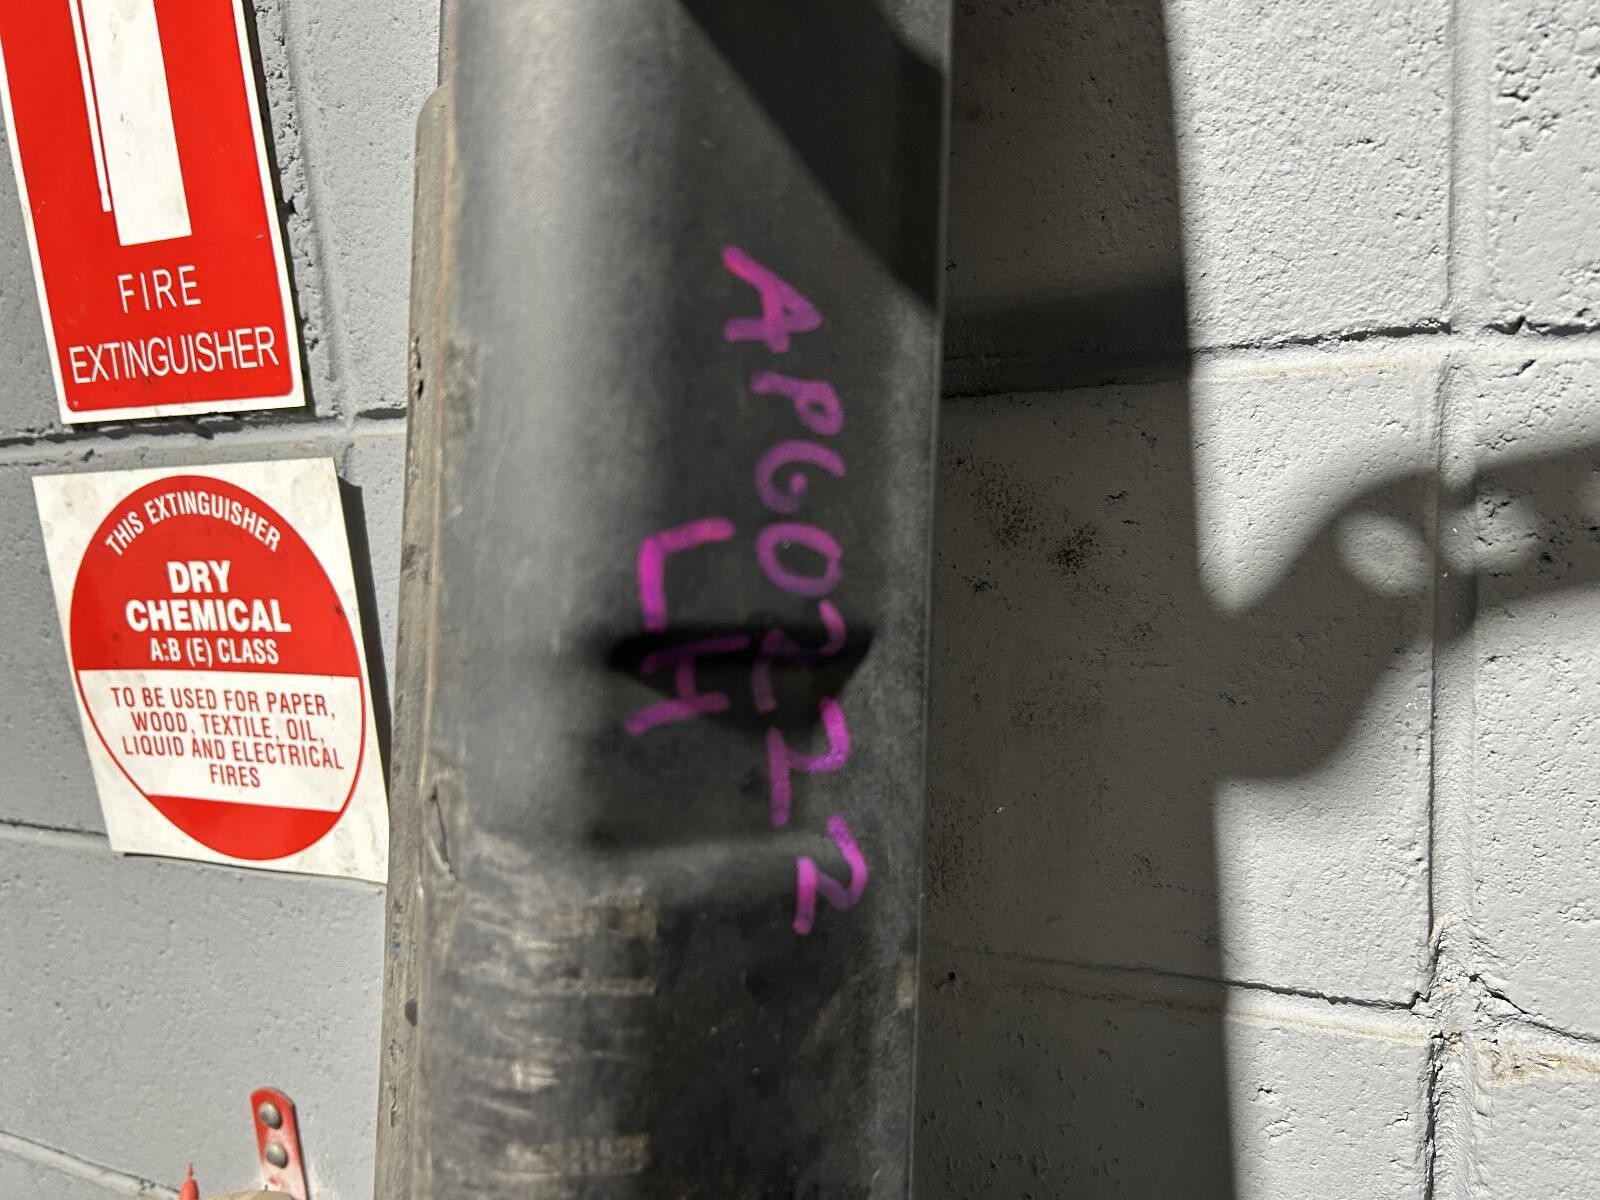 FIRE
EXTINGUISHER
THIS EXTINGUISHER
DRY
CHEMICAL
A:B (E) CLASS
TO BE USED FOR PAPER,
WOOD, TEXTILE, OIL,
LIQUID AND ELECTRICAL
FIRES
APG0222
LH